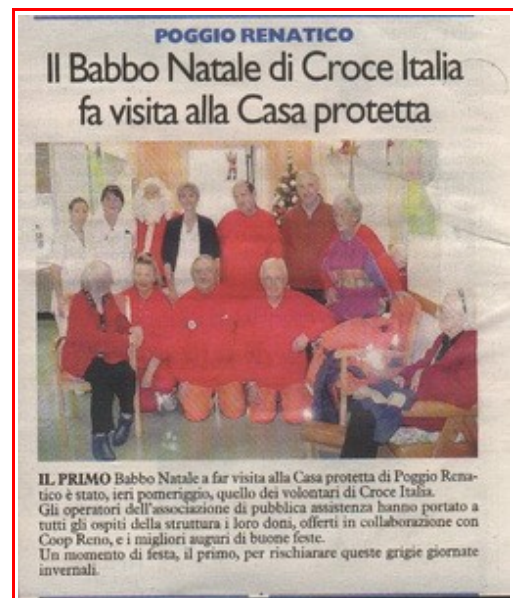 POGGIO RENATICO
Il Babbo Natale di Croce Italia
fa visita alla Casa protetta
IL PRIMO Babbo Natale a far visita alla Casa protetta di Poggio Rena-
tico è stato, ieri pomeriggio, quello dei volontari di Croce Italia.
Gli operatori dell'associazione di pubblica assistenza hanno portato a
tutti gli ospiti della struttura i loro doni, offerti in collaborazione con
Coop Reno, e i migliori auguri di buone feste.
Un momento di festa, il primo, per rischiarare queste grigie giornate
invernali.